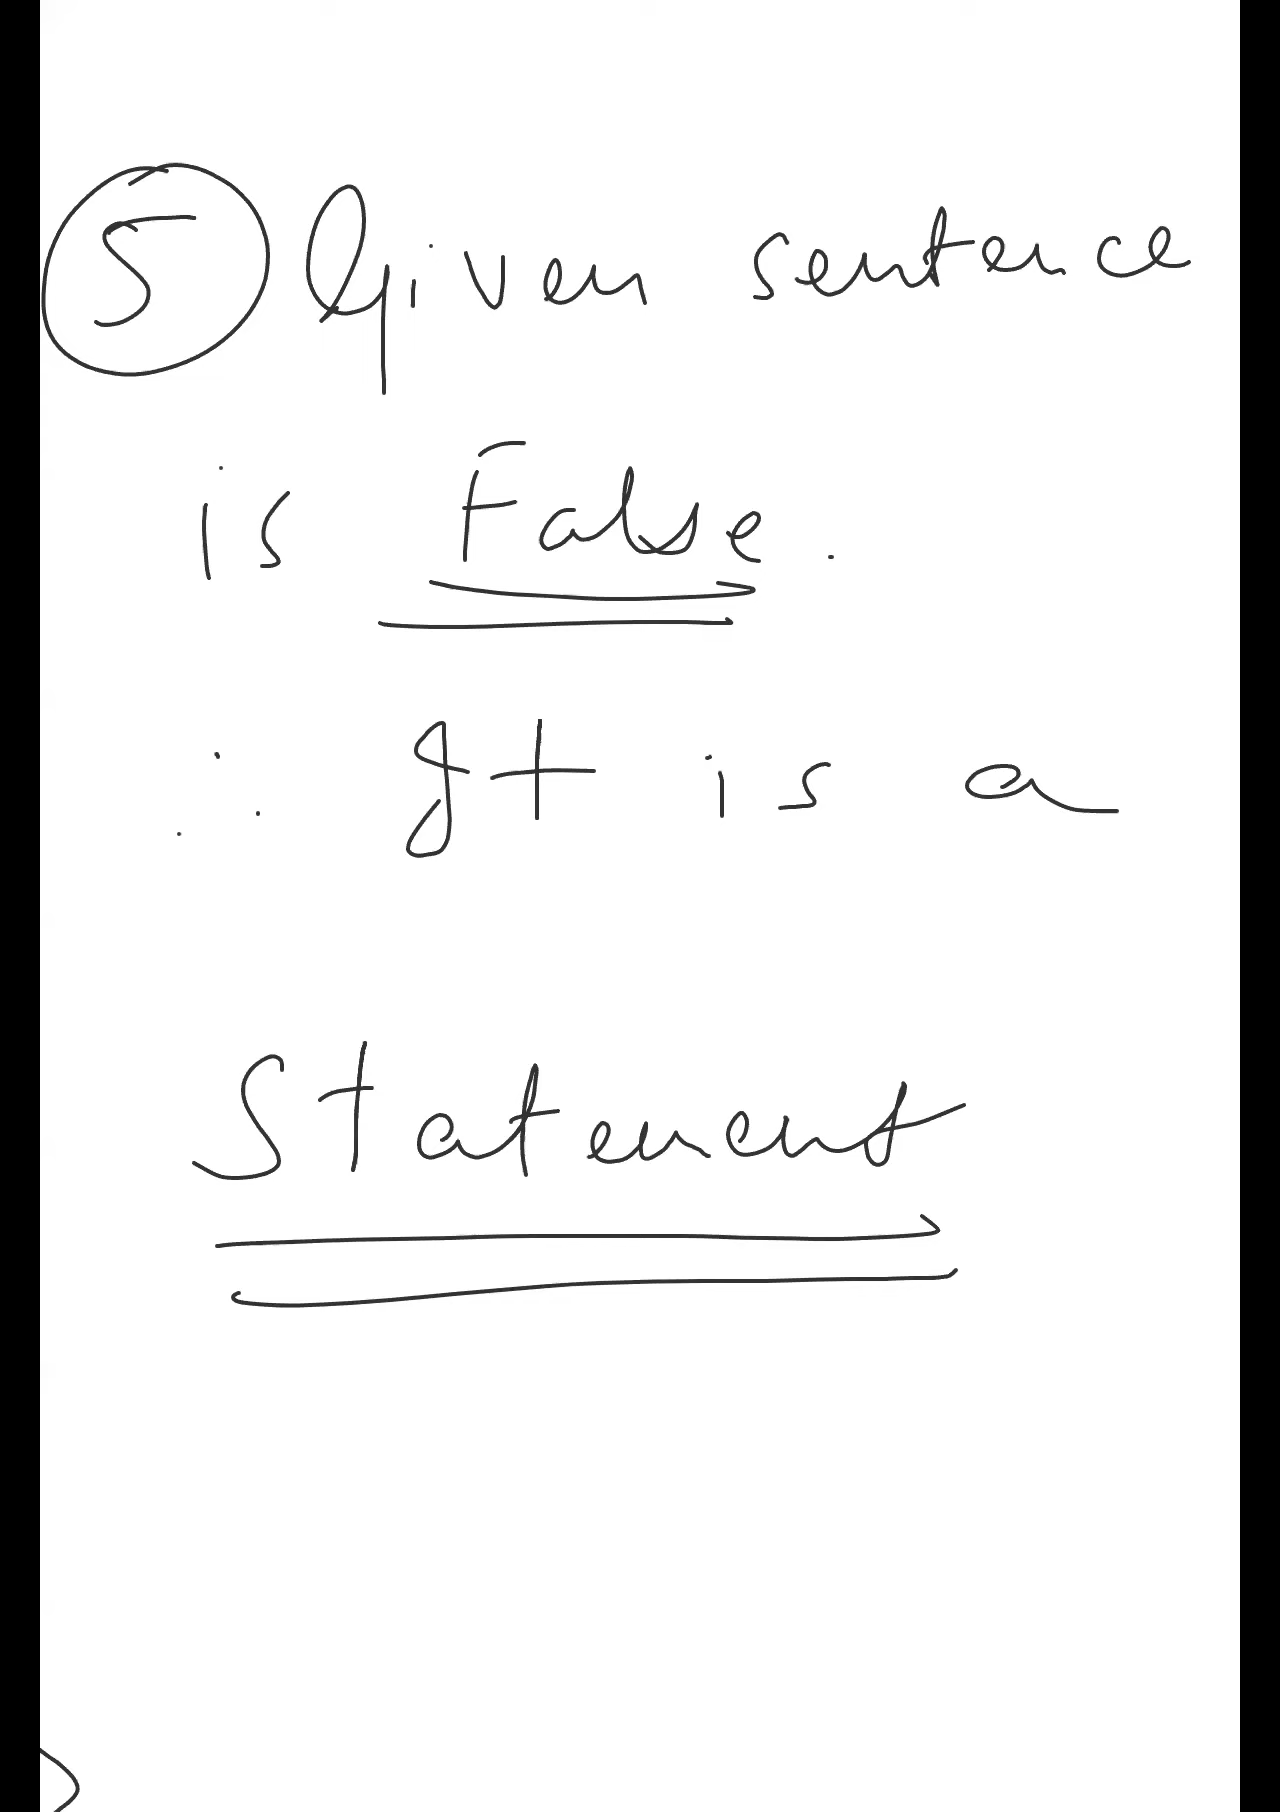 5 Given sentence
is False.
∴ It is a
Statement